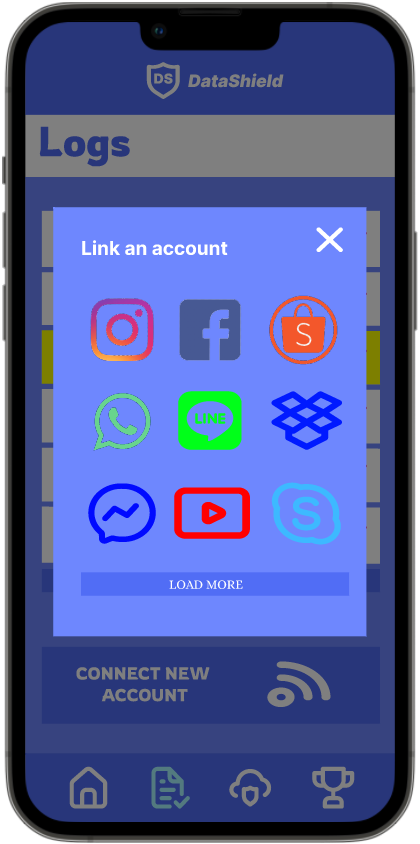 DS DataShield
Logs
Link an account
S
LINE
S
LOAD MORE
CONNECT NEW
ACCOUNT